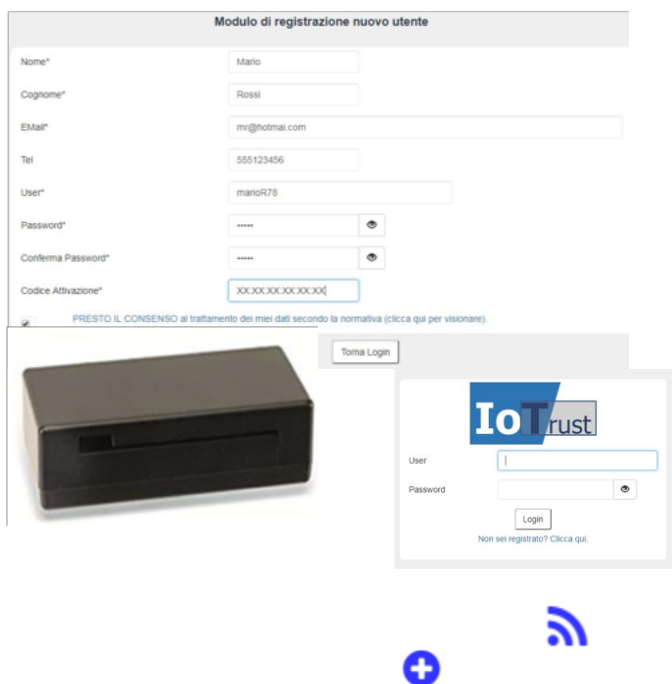 Modulo di registrazione nuovo utente
Nome* Mario
Cognome* Rossi
EMail* mr@hotmai.com
Tel 555123456
User* marioR78
Password* •••••
Conferma Password* •••••
Codice Attivazione* XX:XX:XX:XX:XX:XX
PRESTO IL CONSENSO al trattamento dei miei dati secondo la normativa (clicca qui per visionare).
Torna Login
IoTrust
User
Password
Login
Non sei registrato? Clicca qui.